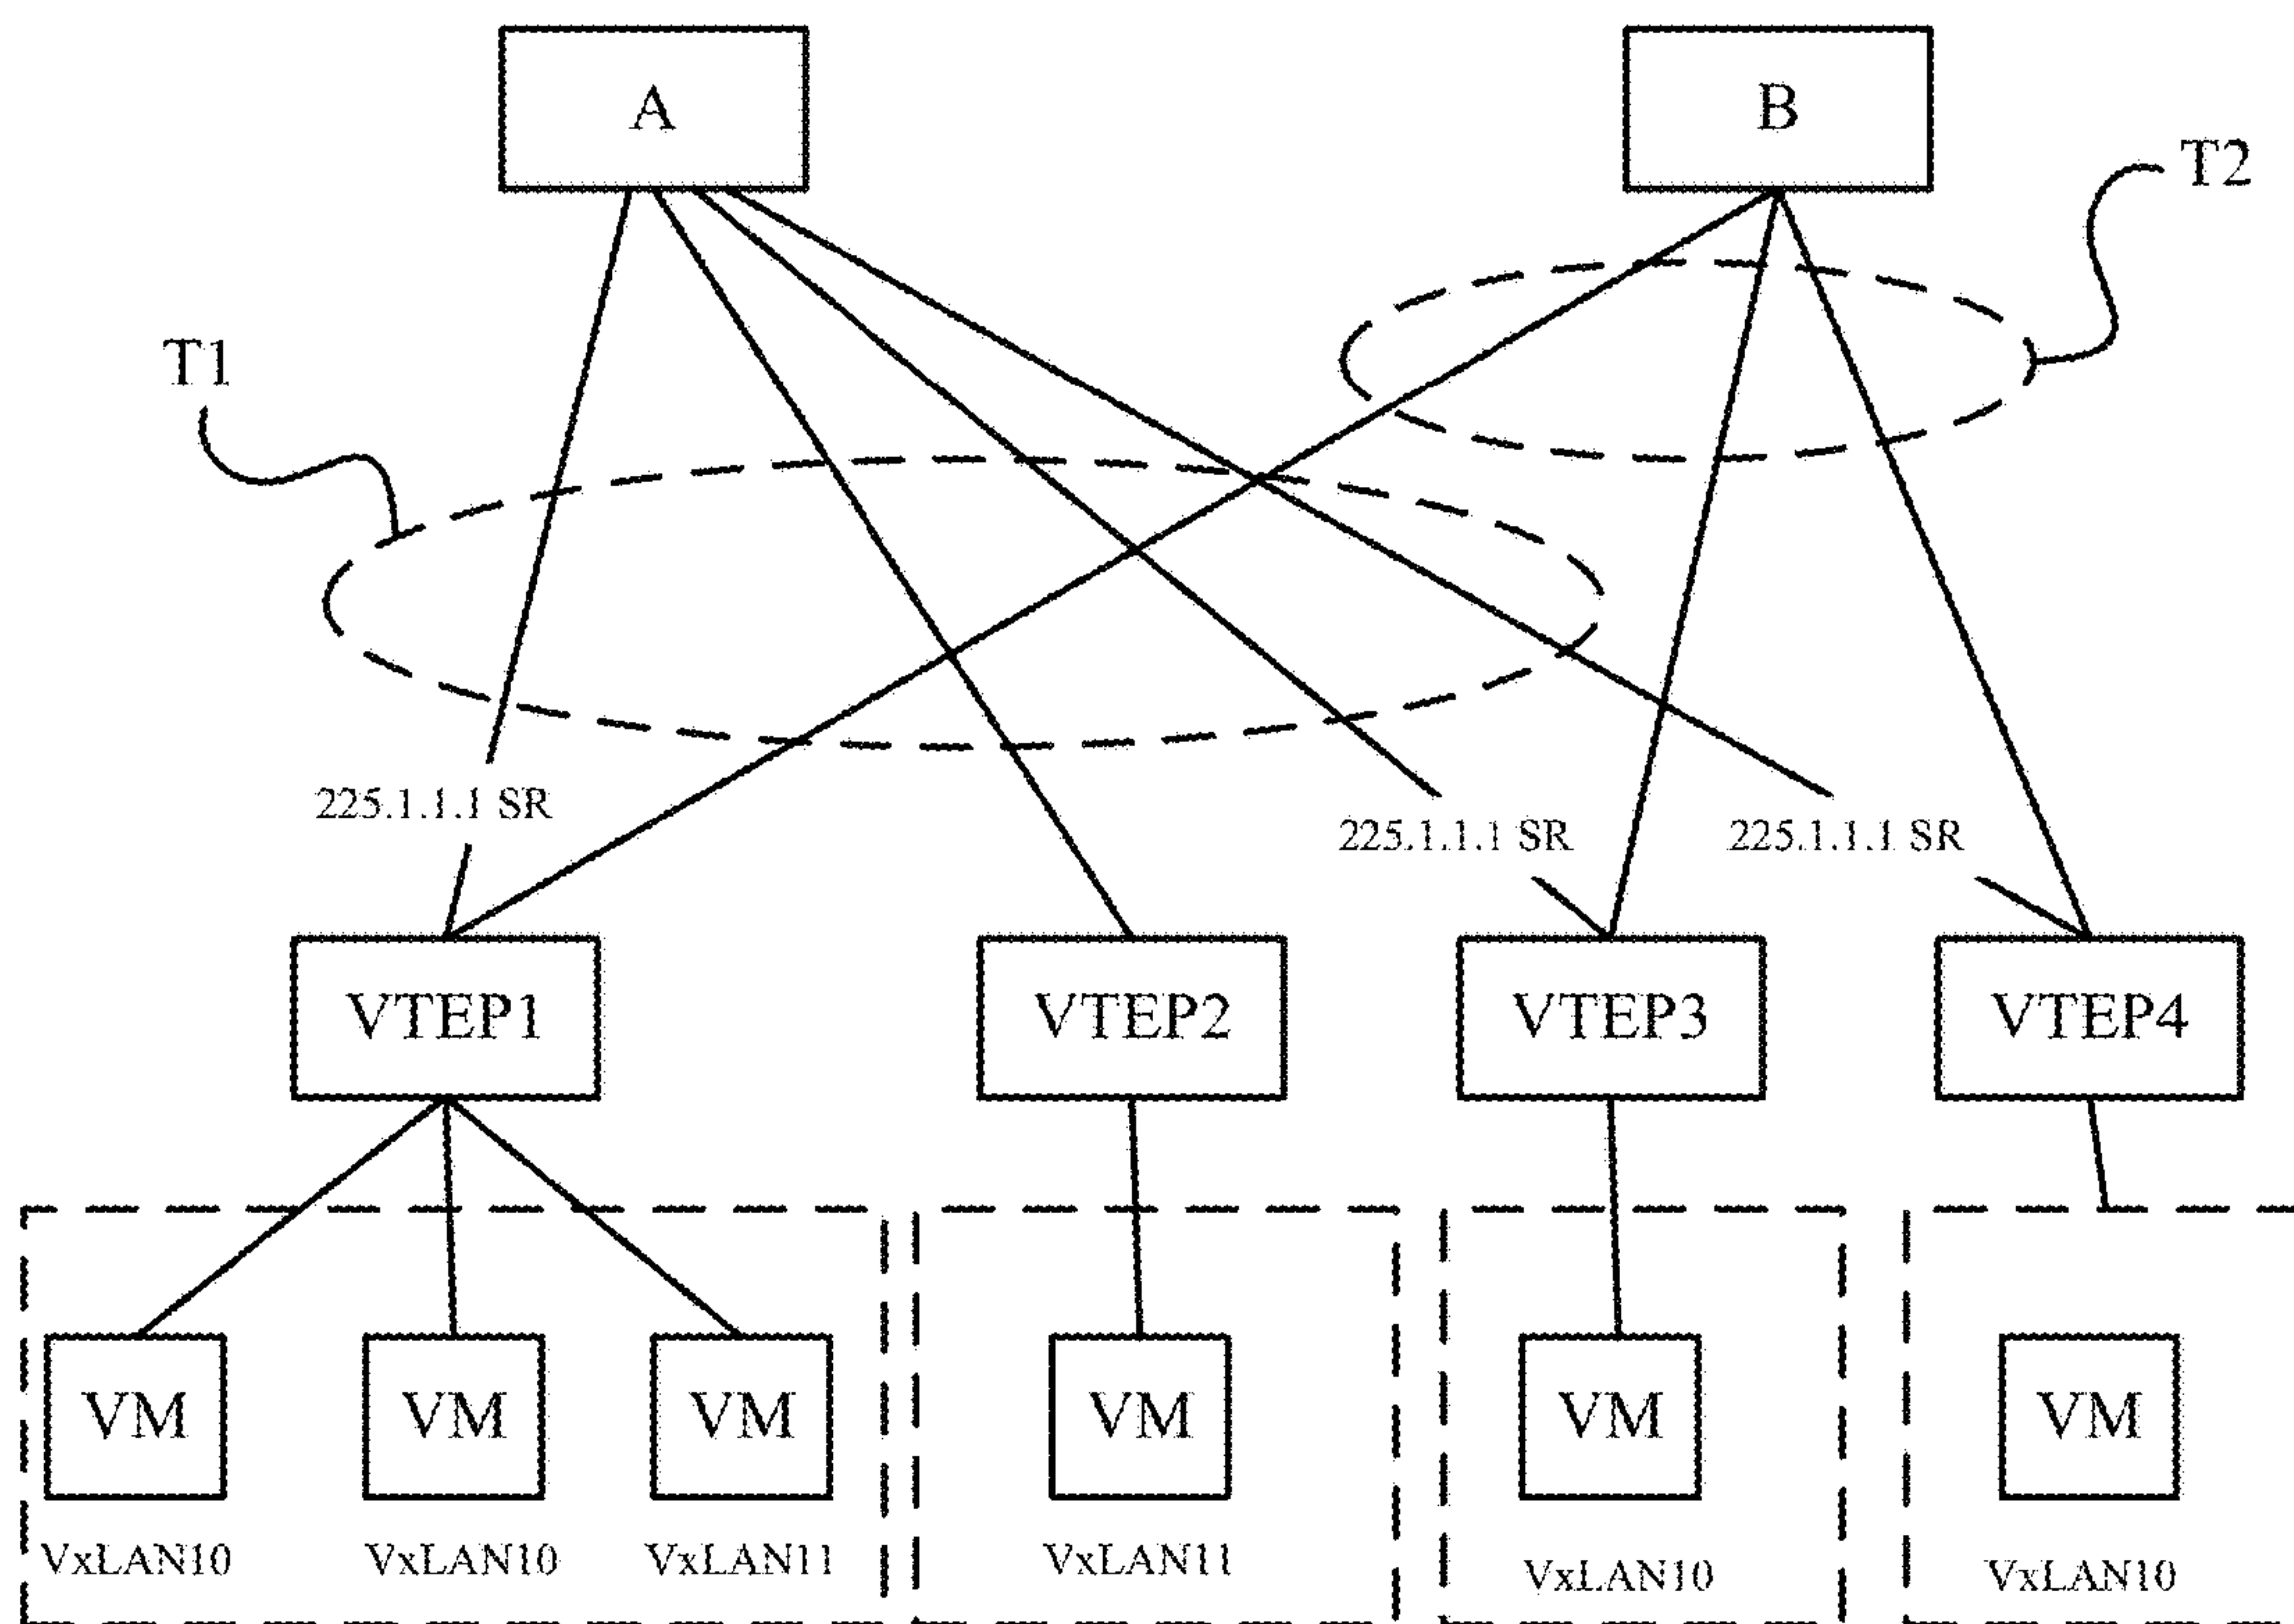 A
B
T2
T1
225.1.1.1 SR
225.1.1.1 SR
225.1.1.1 SR
VTEP1
VTEP2
VTEP3
VTEP4
VM
VM
VM
VM
VM
VM
VxLAN10
VxLAN10
VxLAN11
VxLAN11
VxLAN10
VxLAN10